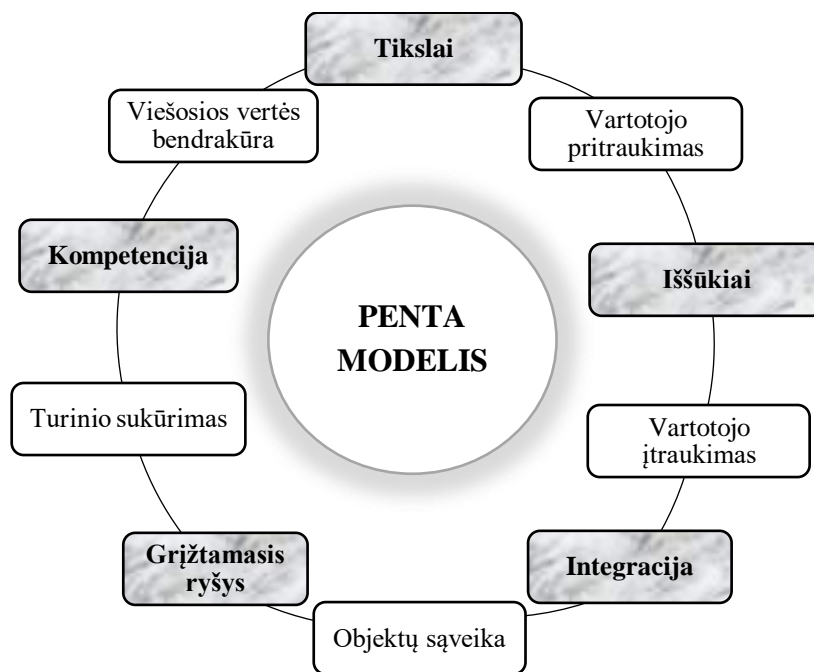 Tikslai
Vartotojo
pritraukimas
Iššūkiai
Vartotojo
įtraukimas
Integracija
Objektų sąveika
Grįžtamasis
ryšys
Turinio sukūrimas
Kompetencija
Viešosios vertės
bendrakūra
PENTA
MODELIS